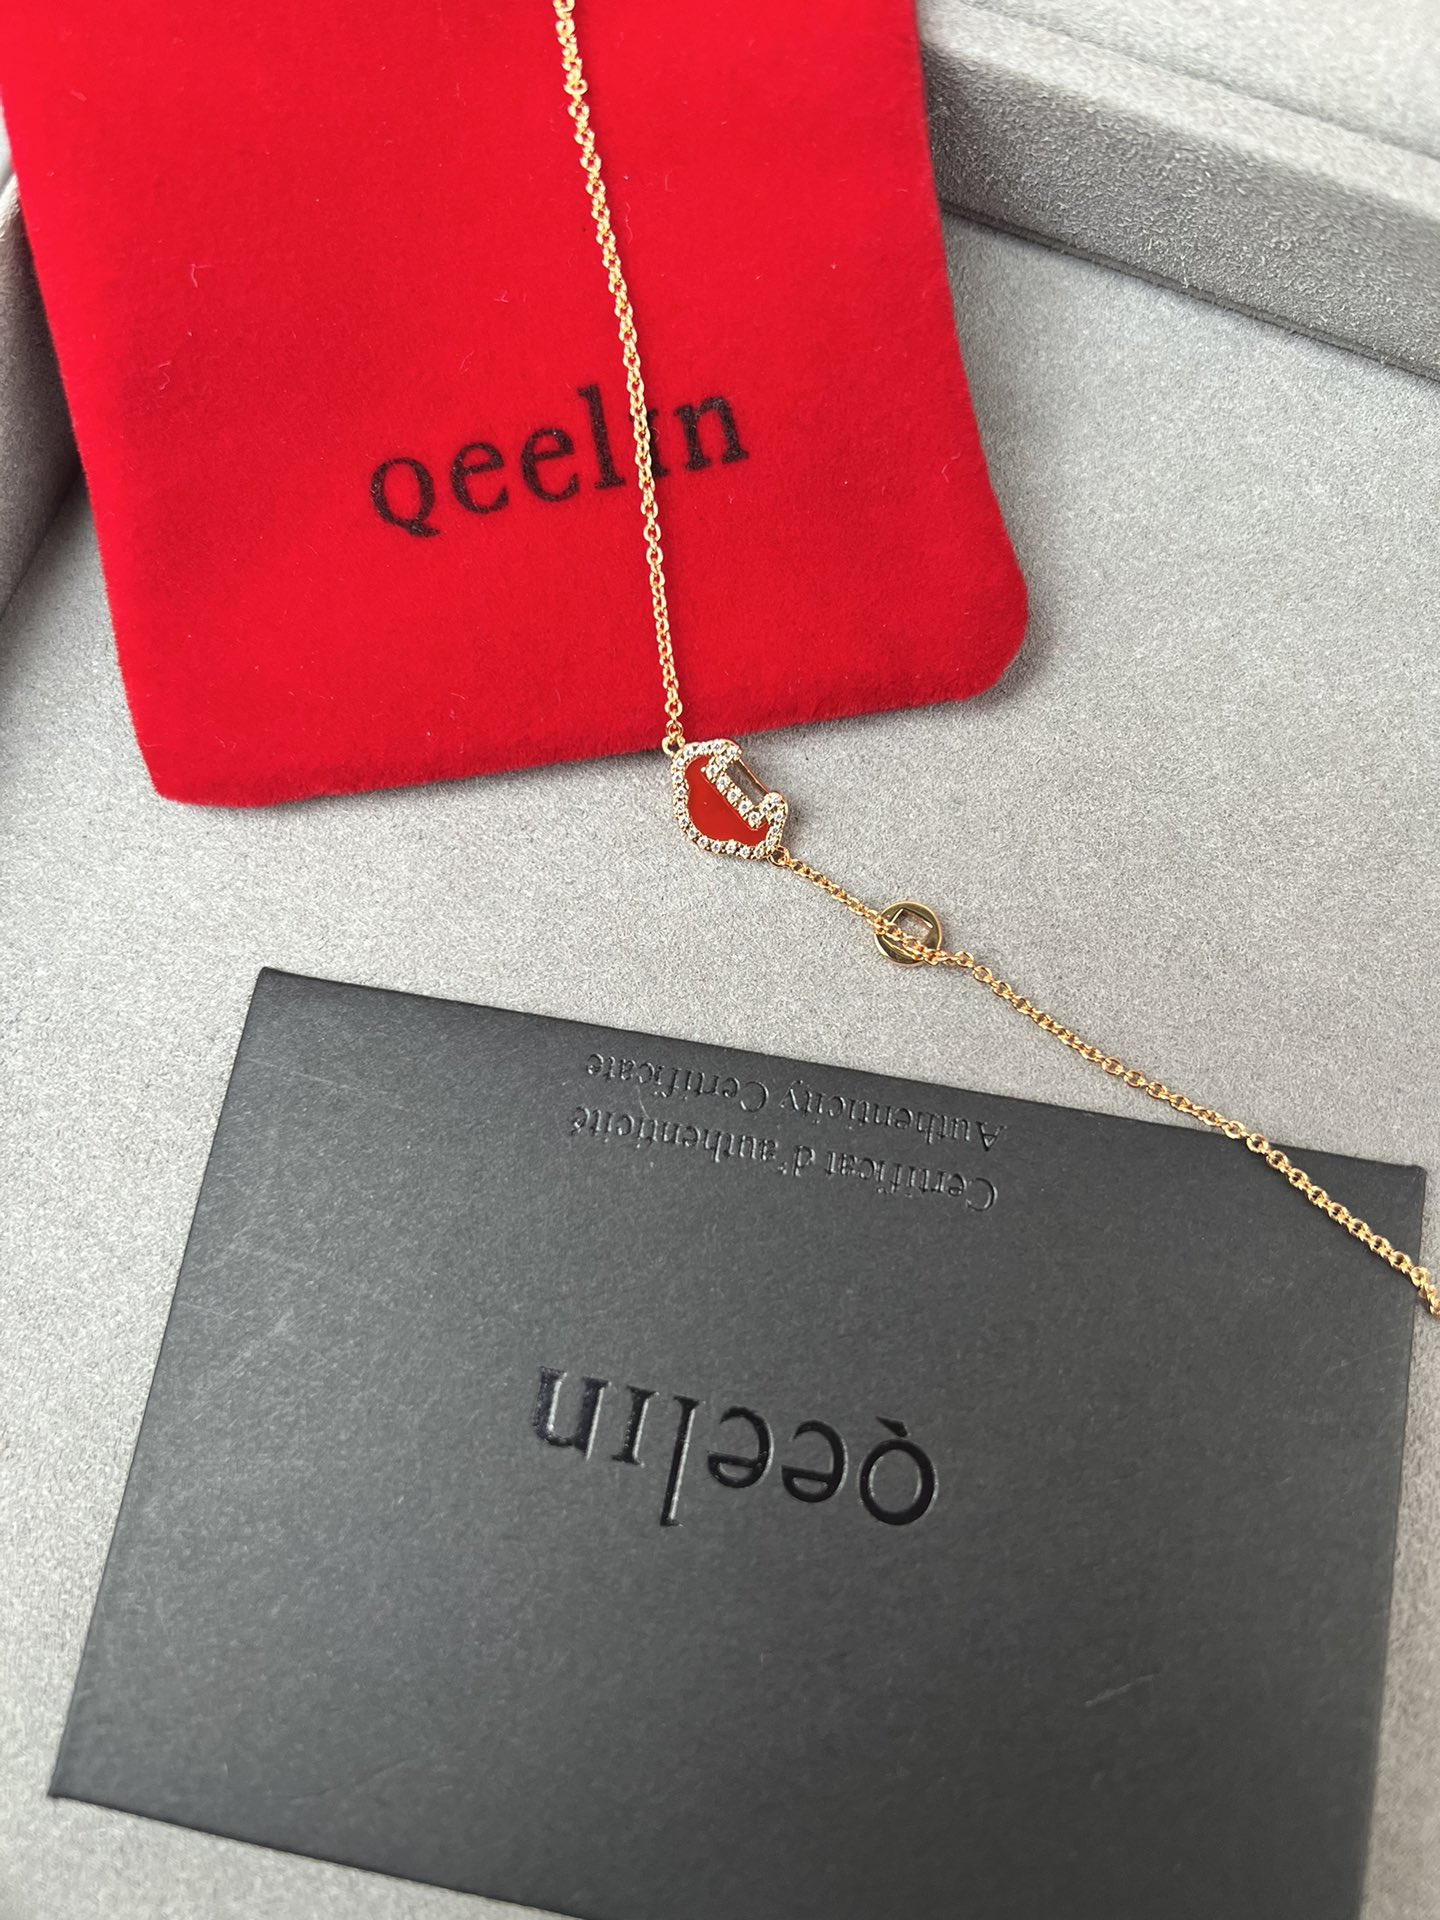 Qeelin
Authenticity Certificate
Certificat d'authenticité
Qeelin